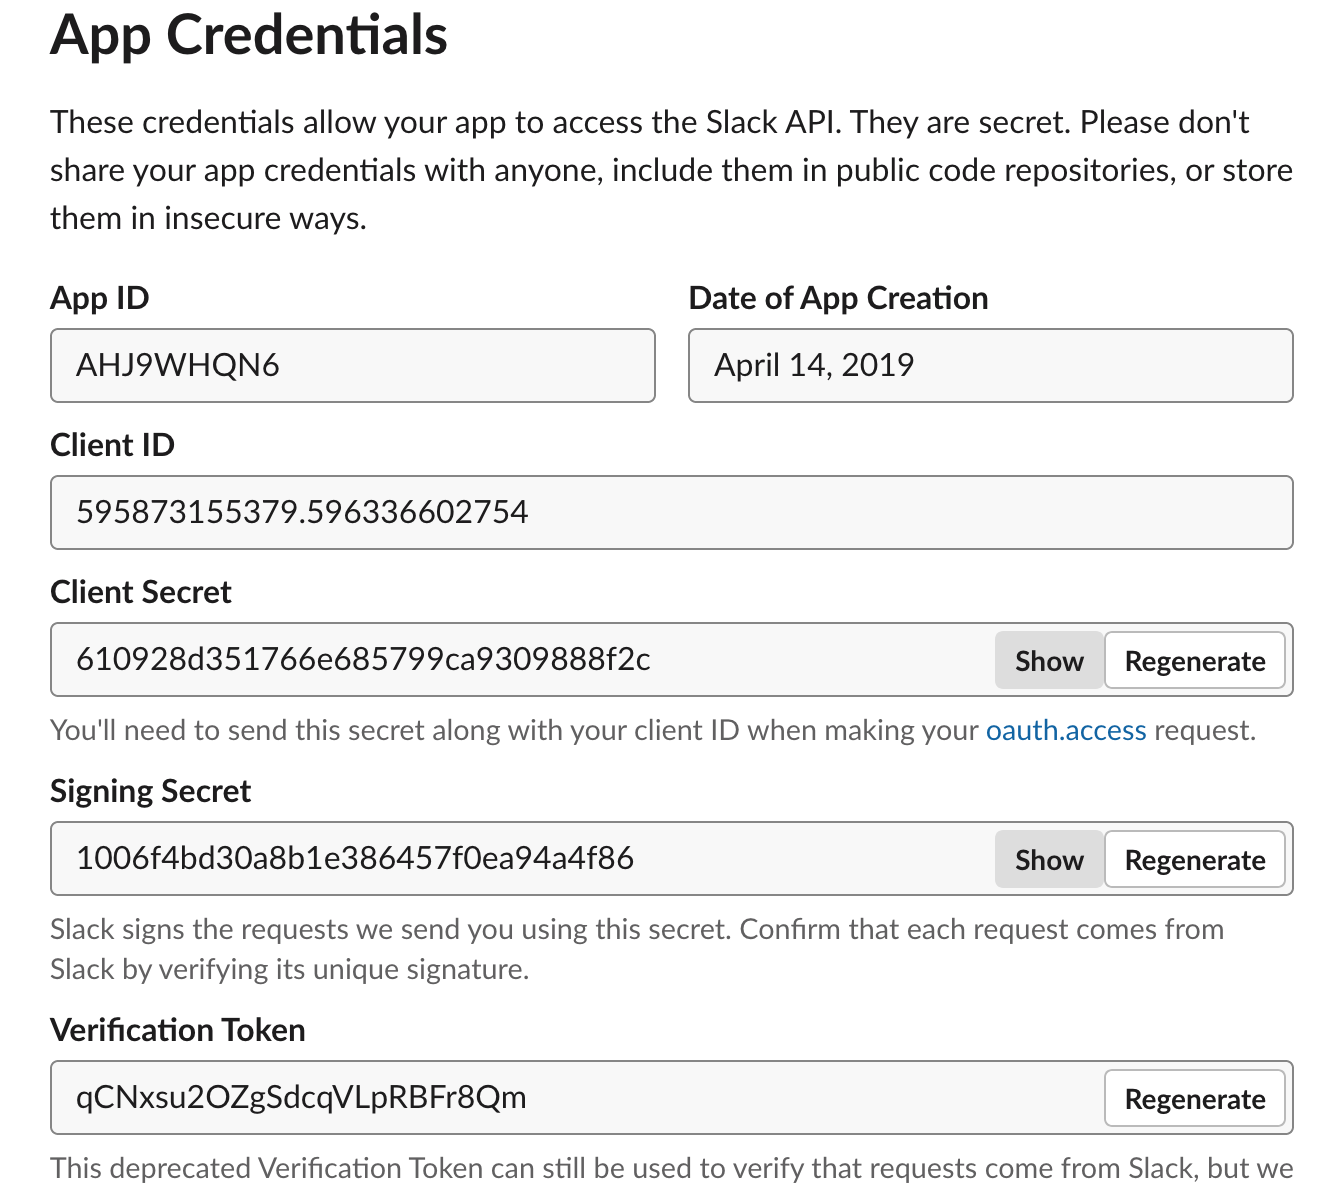 App Credentials
These credentials allow your app to access the Slack API. They are secret. Please don't
share your app credentials with anyone, include them in public code repositories, or store
them in insecure ways.
App ID
Date of App Creation
AHJ9WHQN6
April 14, 2019
Client ID
595873155379.596336602754
Client Secret
610928d351766e685799ca9309888f2c
Show
Regenerate
You'll need to send this secret along with your client ID when making your oauth.access request.
Signing Secret
1006f4bd30a8b1e386457f0ea94a4f86
Show
Regenerate
Slack signs the requests we send you using this secret. Confirm that each request comes from
Slack by verifying its unique signature.
Verification Token
qCNxsu2OZgSdcqVLpRBFr8Qm
Regenerate
This deprecated Verification Token can still be used to verify that requests come from Slack, but we